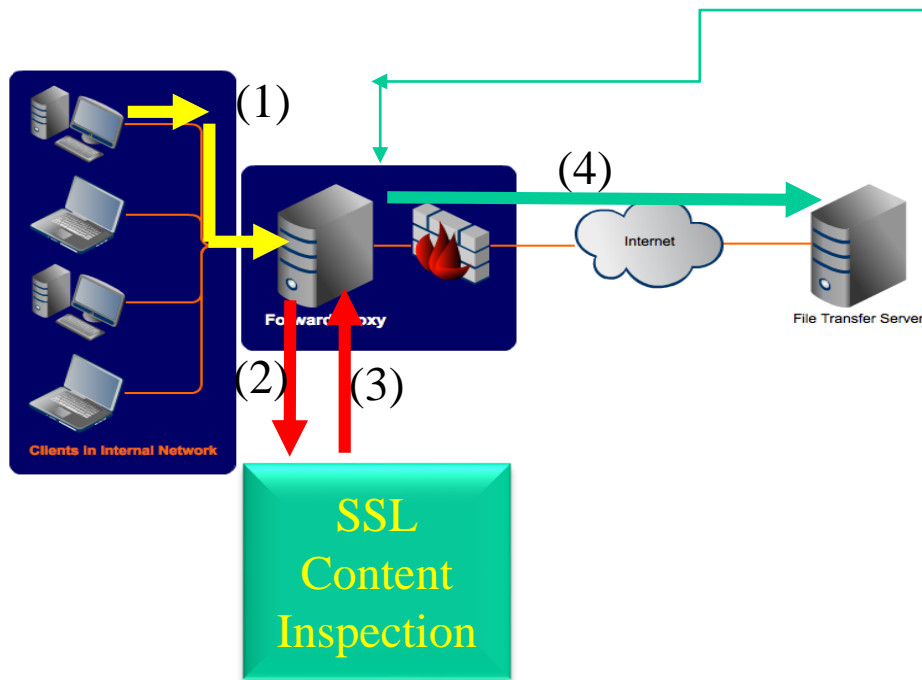 (1)
(4)
Internet
File Transfer Server
(2)
(3)
Clients in Internal Network
SSL
Content
Inspection